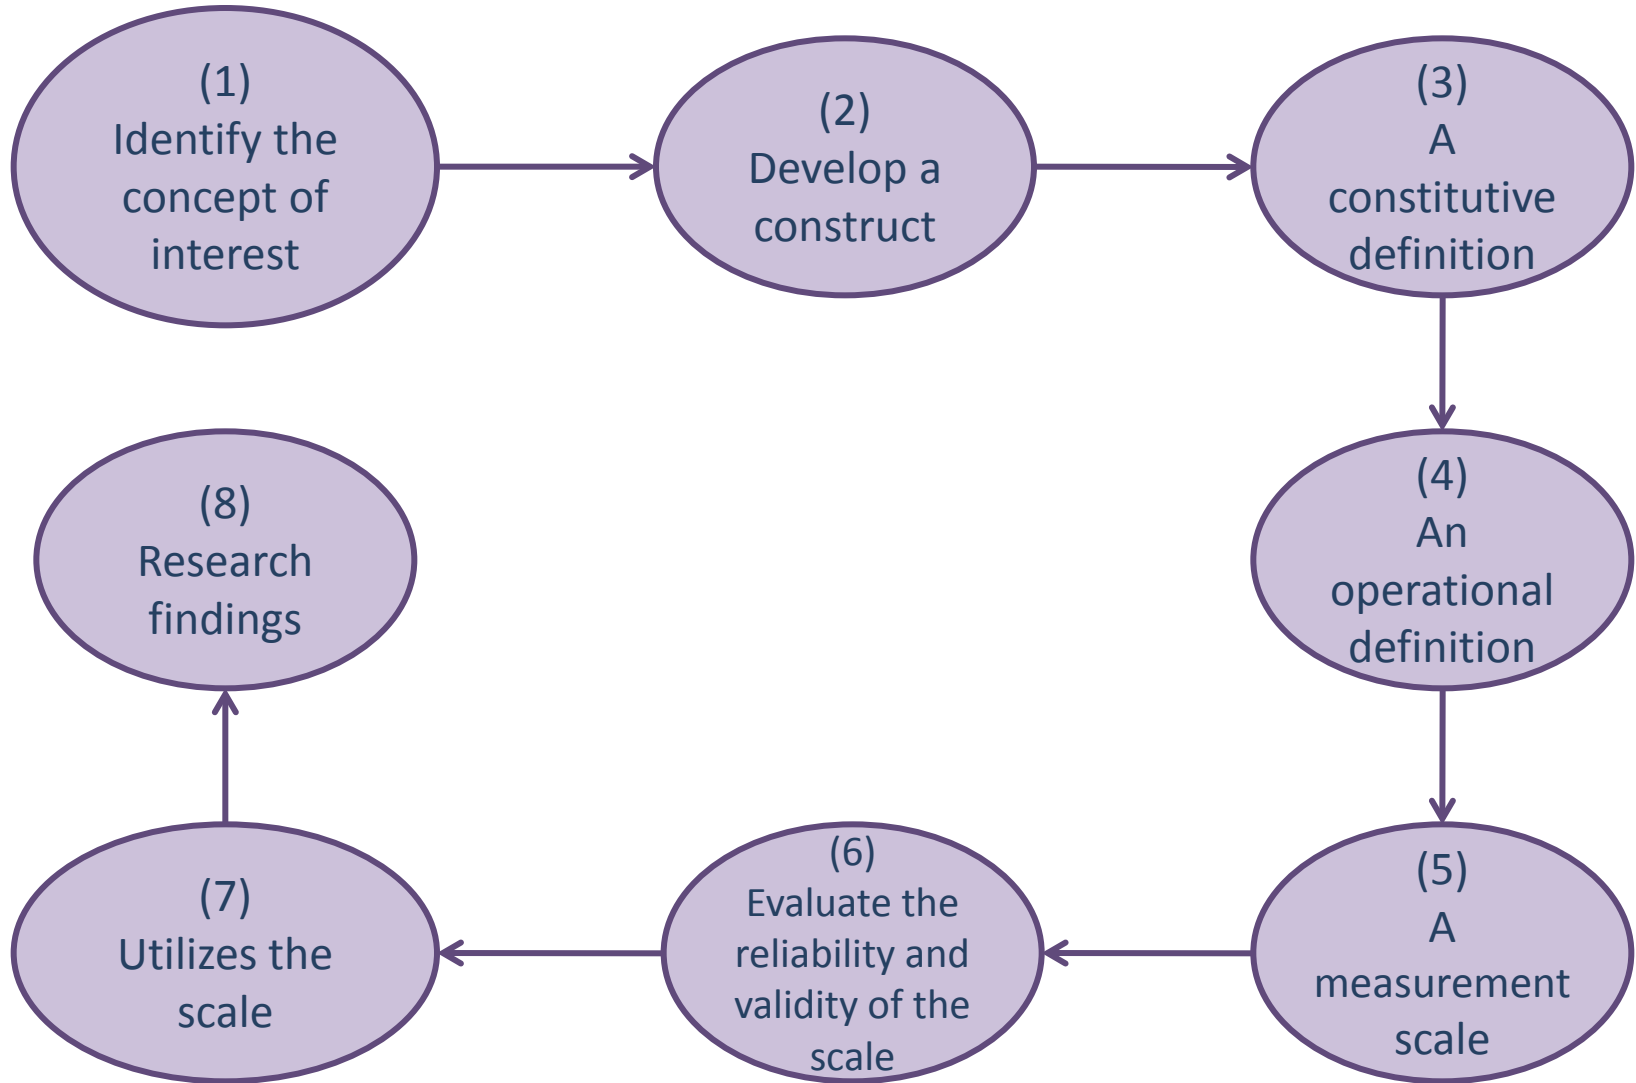 (1)
Identify the
concept of
interest
(2)
Develop a
construct
(3)
A
constitutive
definition
(4)
An
operational
definition
(5)
A
measurement
scale
(6)
Evaluate the
reliability and
validity of the
scale
(7)
Utilizes the
scale
(8)
Research
findings